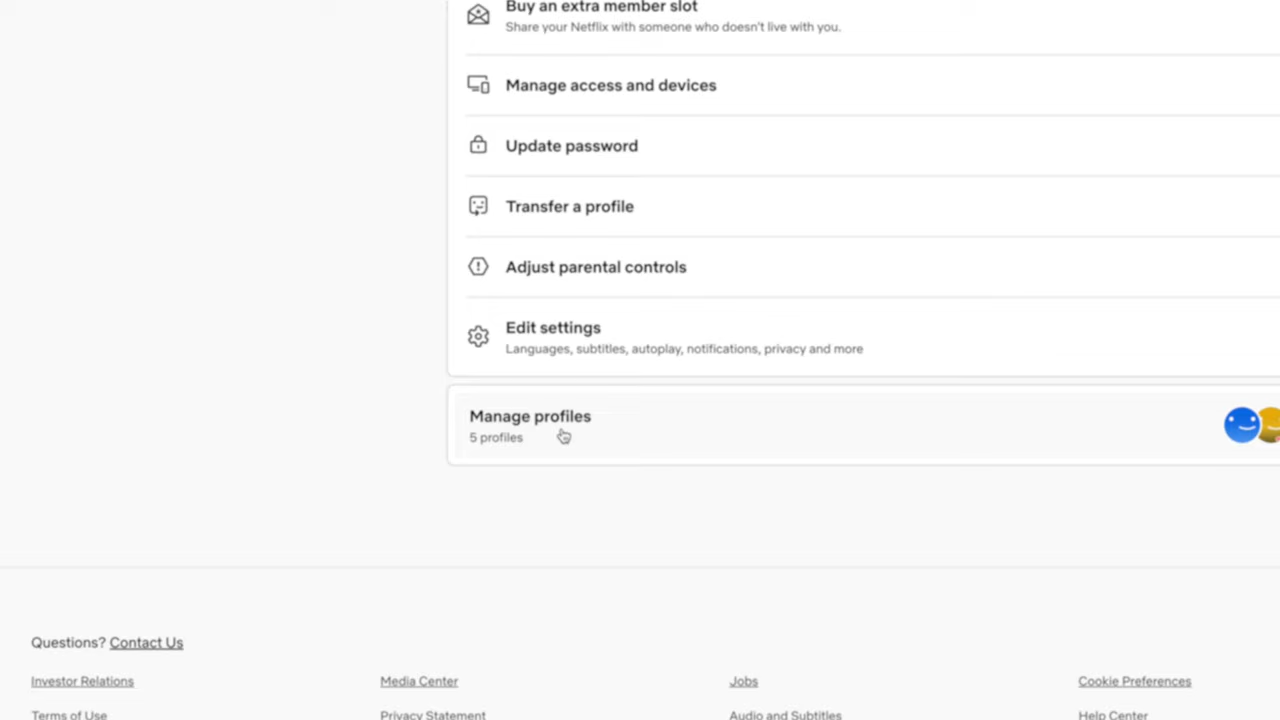 Buy an extra member slot
Share your Netflix with someone who doesn't live with you.
Manage access and devices
Update password
Transfer a profile
Adjust parental controls
Edit settings
Languages, subtitles, autoplay, notifications, privacy and more
Manage profiles
5 profiles
Questions? Contact Us
Investor Relations
Media Center
Jobs
Cookie Preferences
Terms of Use
Privacy Statement
Audio and Subtitles
Help Center